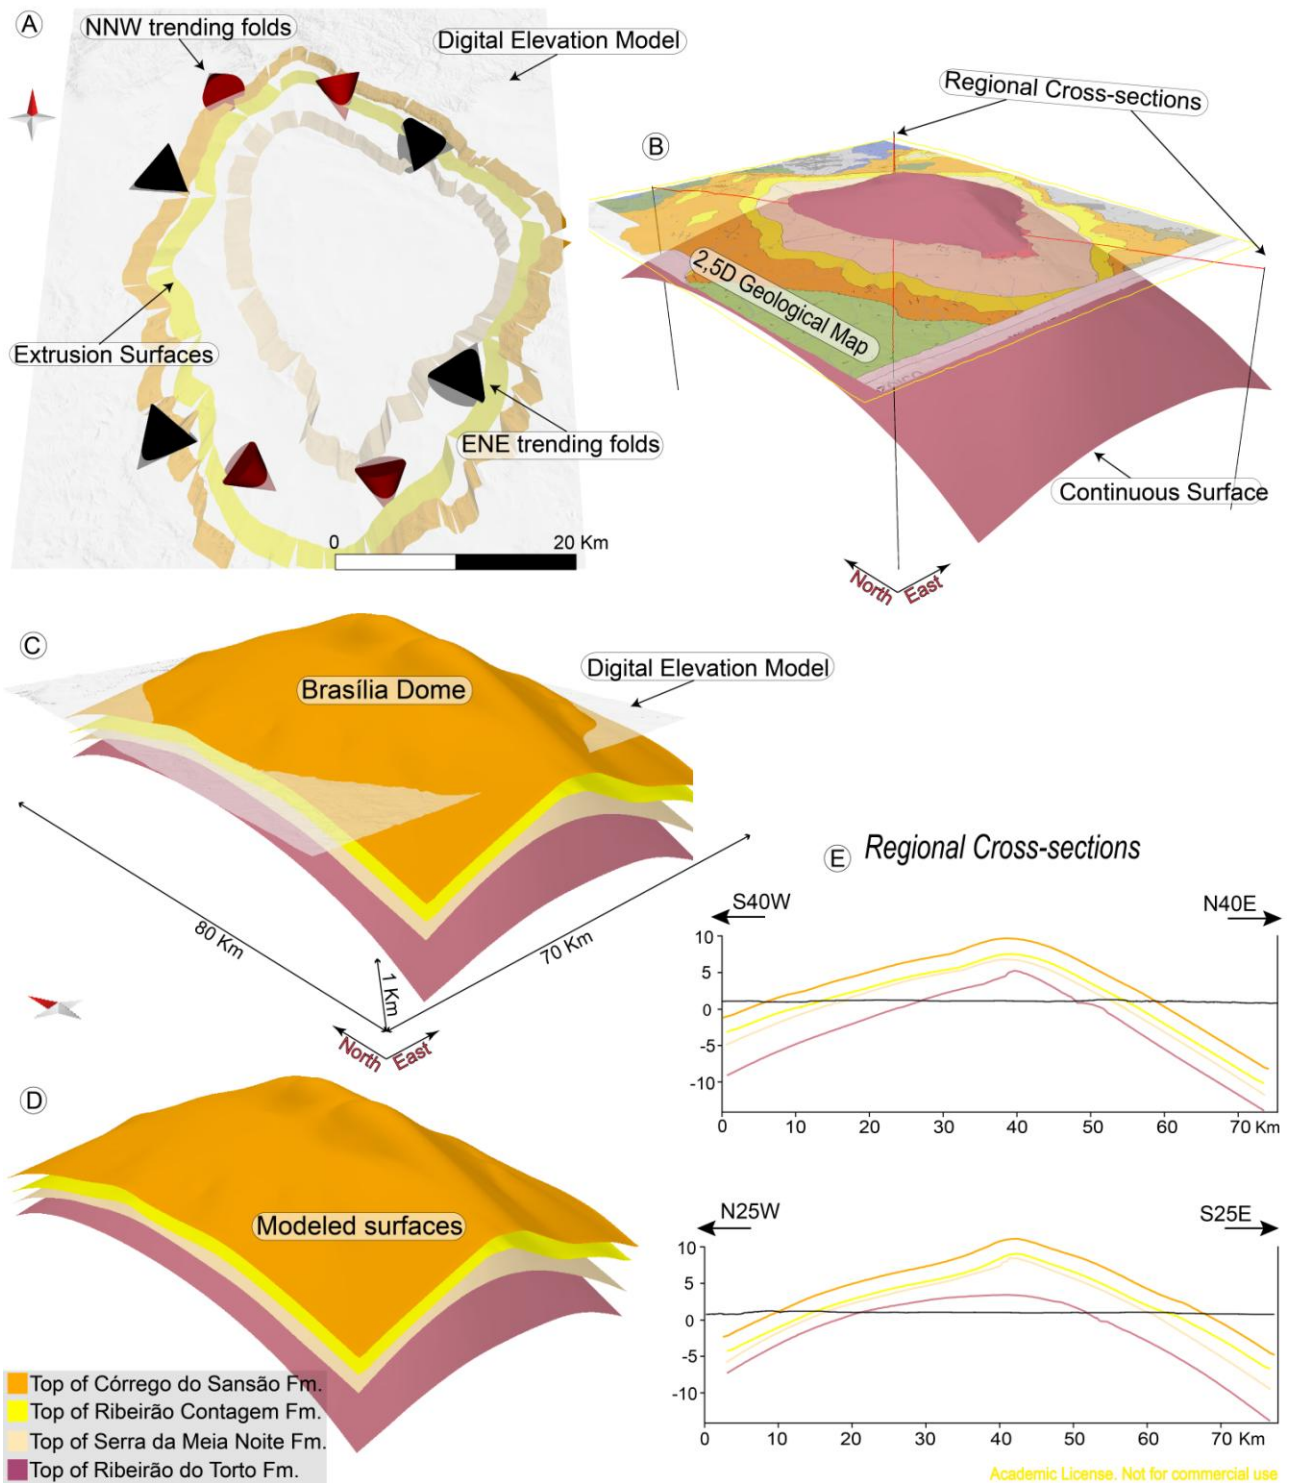 A
NNW trending folds
Digital Elevation Model
Extrusion Surfaces
ENE trending folds
0
20 Km
Regional Cross-sections
B
2,5D Geological Map
Continuous Surface
North
East
C
Brasília Dome
Digital Elevation Model
80 Km
70 Km
1 Km
North
East
D
Modeled surfaces
Top of Córrego do Sansão Fm.
Top of Ribeirão Contagem Fm.
Top of Serra da Meia Noite Fm.
Top of Ribeirão do Torto Fm.
E Regional Cross-sections
S40W N40E
10
5
0
-5
-10
0 10 20 30 40 50 60 70 Km
N25W S25E
10
5
0
-5
-10
0 10 20 30 40 50 60 70 Km
Academic License. Not for commercial use